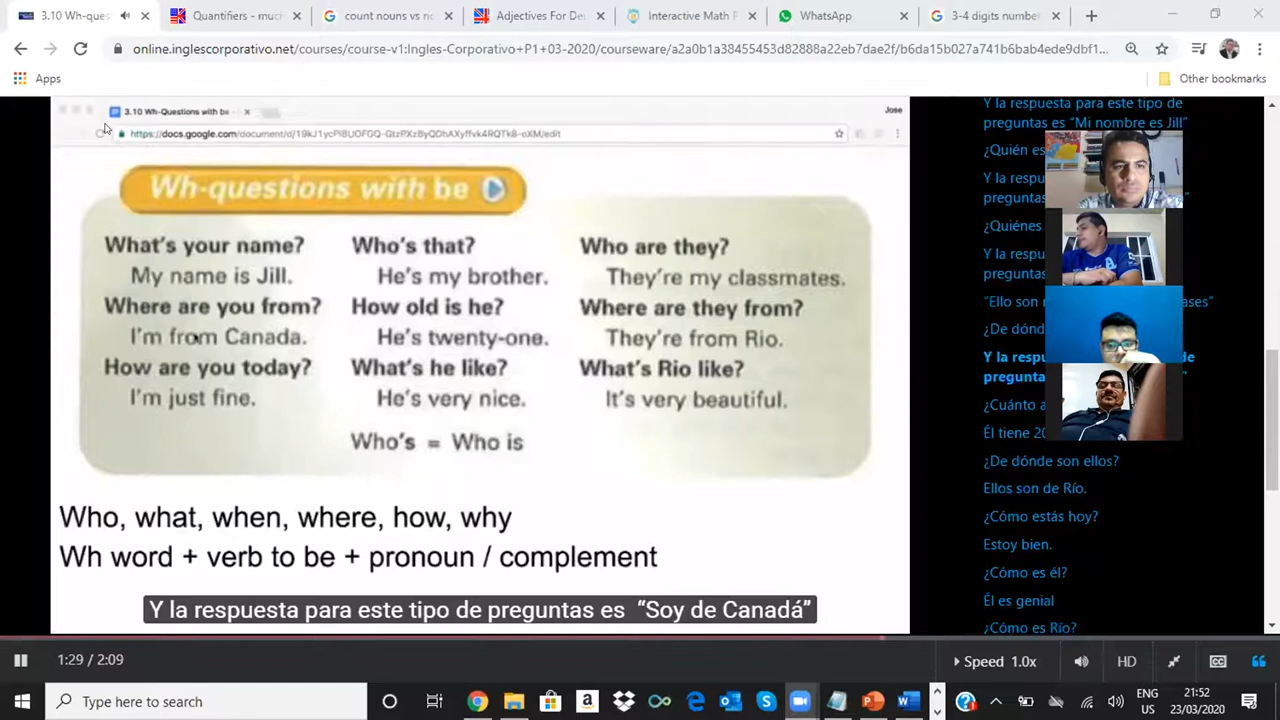 3.10 Wh-ques
Quantifiers - much
count nouns vs no
Adjectives For De
Interactive Math F
WhatsApp
3-4 digits number
online.inglescorporativo.net/courses/course-v1:Ingles-Corporativo+P1+03-2020/courseware/a2a0b1a38455453d82888a22eb7dae2f/b6da15b027a741b6bab4ede9dbf1...
Apps
Other bookmarks
3.10 Wh-Questions with be
Jose
Wh-questions with be
What's your name?
My name is Jill.
Where are you from?
I'm from Canada.
How are you today?
I'm just fine.
Who's that?
He's my brother.
How old is he?
He's twenty-one.
What's he like?
He's very nice.
Who's = Who is
Who are they?
They're my classmates.
Where are they from?
They're from Rio.
What's Rio like?
It's very beautiful.
Who, what, when, where, how, why
Wh word + verb to be + pronoun / complement
Y la respuesta para este tipo de preguntas es “Soy de Canadá”
Y la respuesta para este tipo de
preguntas es “Mi nombre es Jill”
¿Quién es
Y la respu
preguntas
¿Quiénes
Y la respu
preguntas
“Ello son ases”
¿De dónd
Y la respu de
preguntas
¿Cuánto a
Él tiene 20
¿De dónde son ellos?
Ellos son de Río.
¿Cómo estás hoy?
Estoy bien.
¿Cómo es él?
Él es genial
¿Cómo es Río?
1:29 / 2:09
Speed 1.0x
HD
Type here to search
ENG
US
21:52
23/03/2020